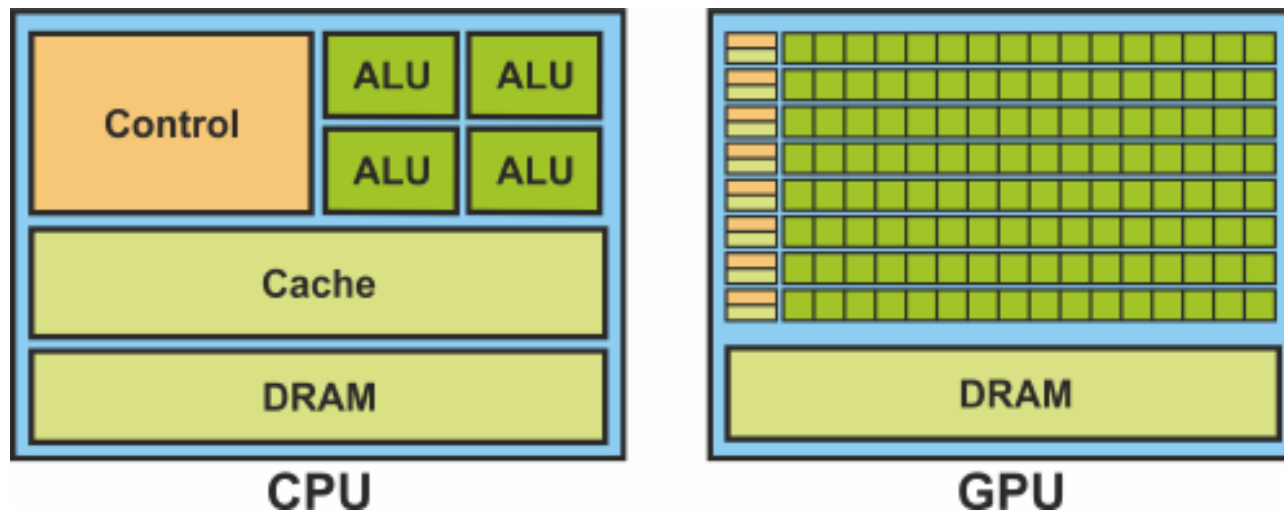 ALU ALU
Control
ALU ALU
Cache
DRAM
CPU
DRAM
GPU